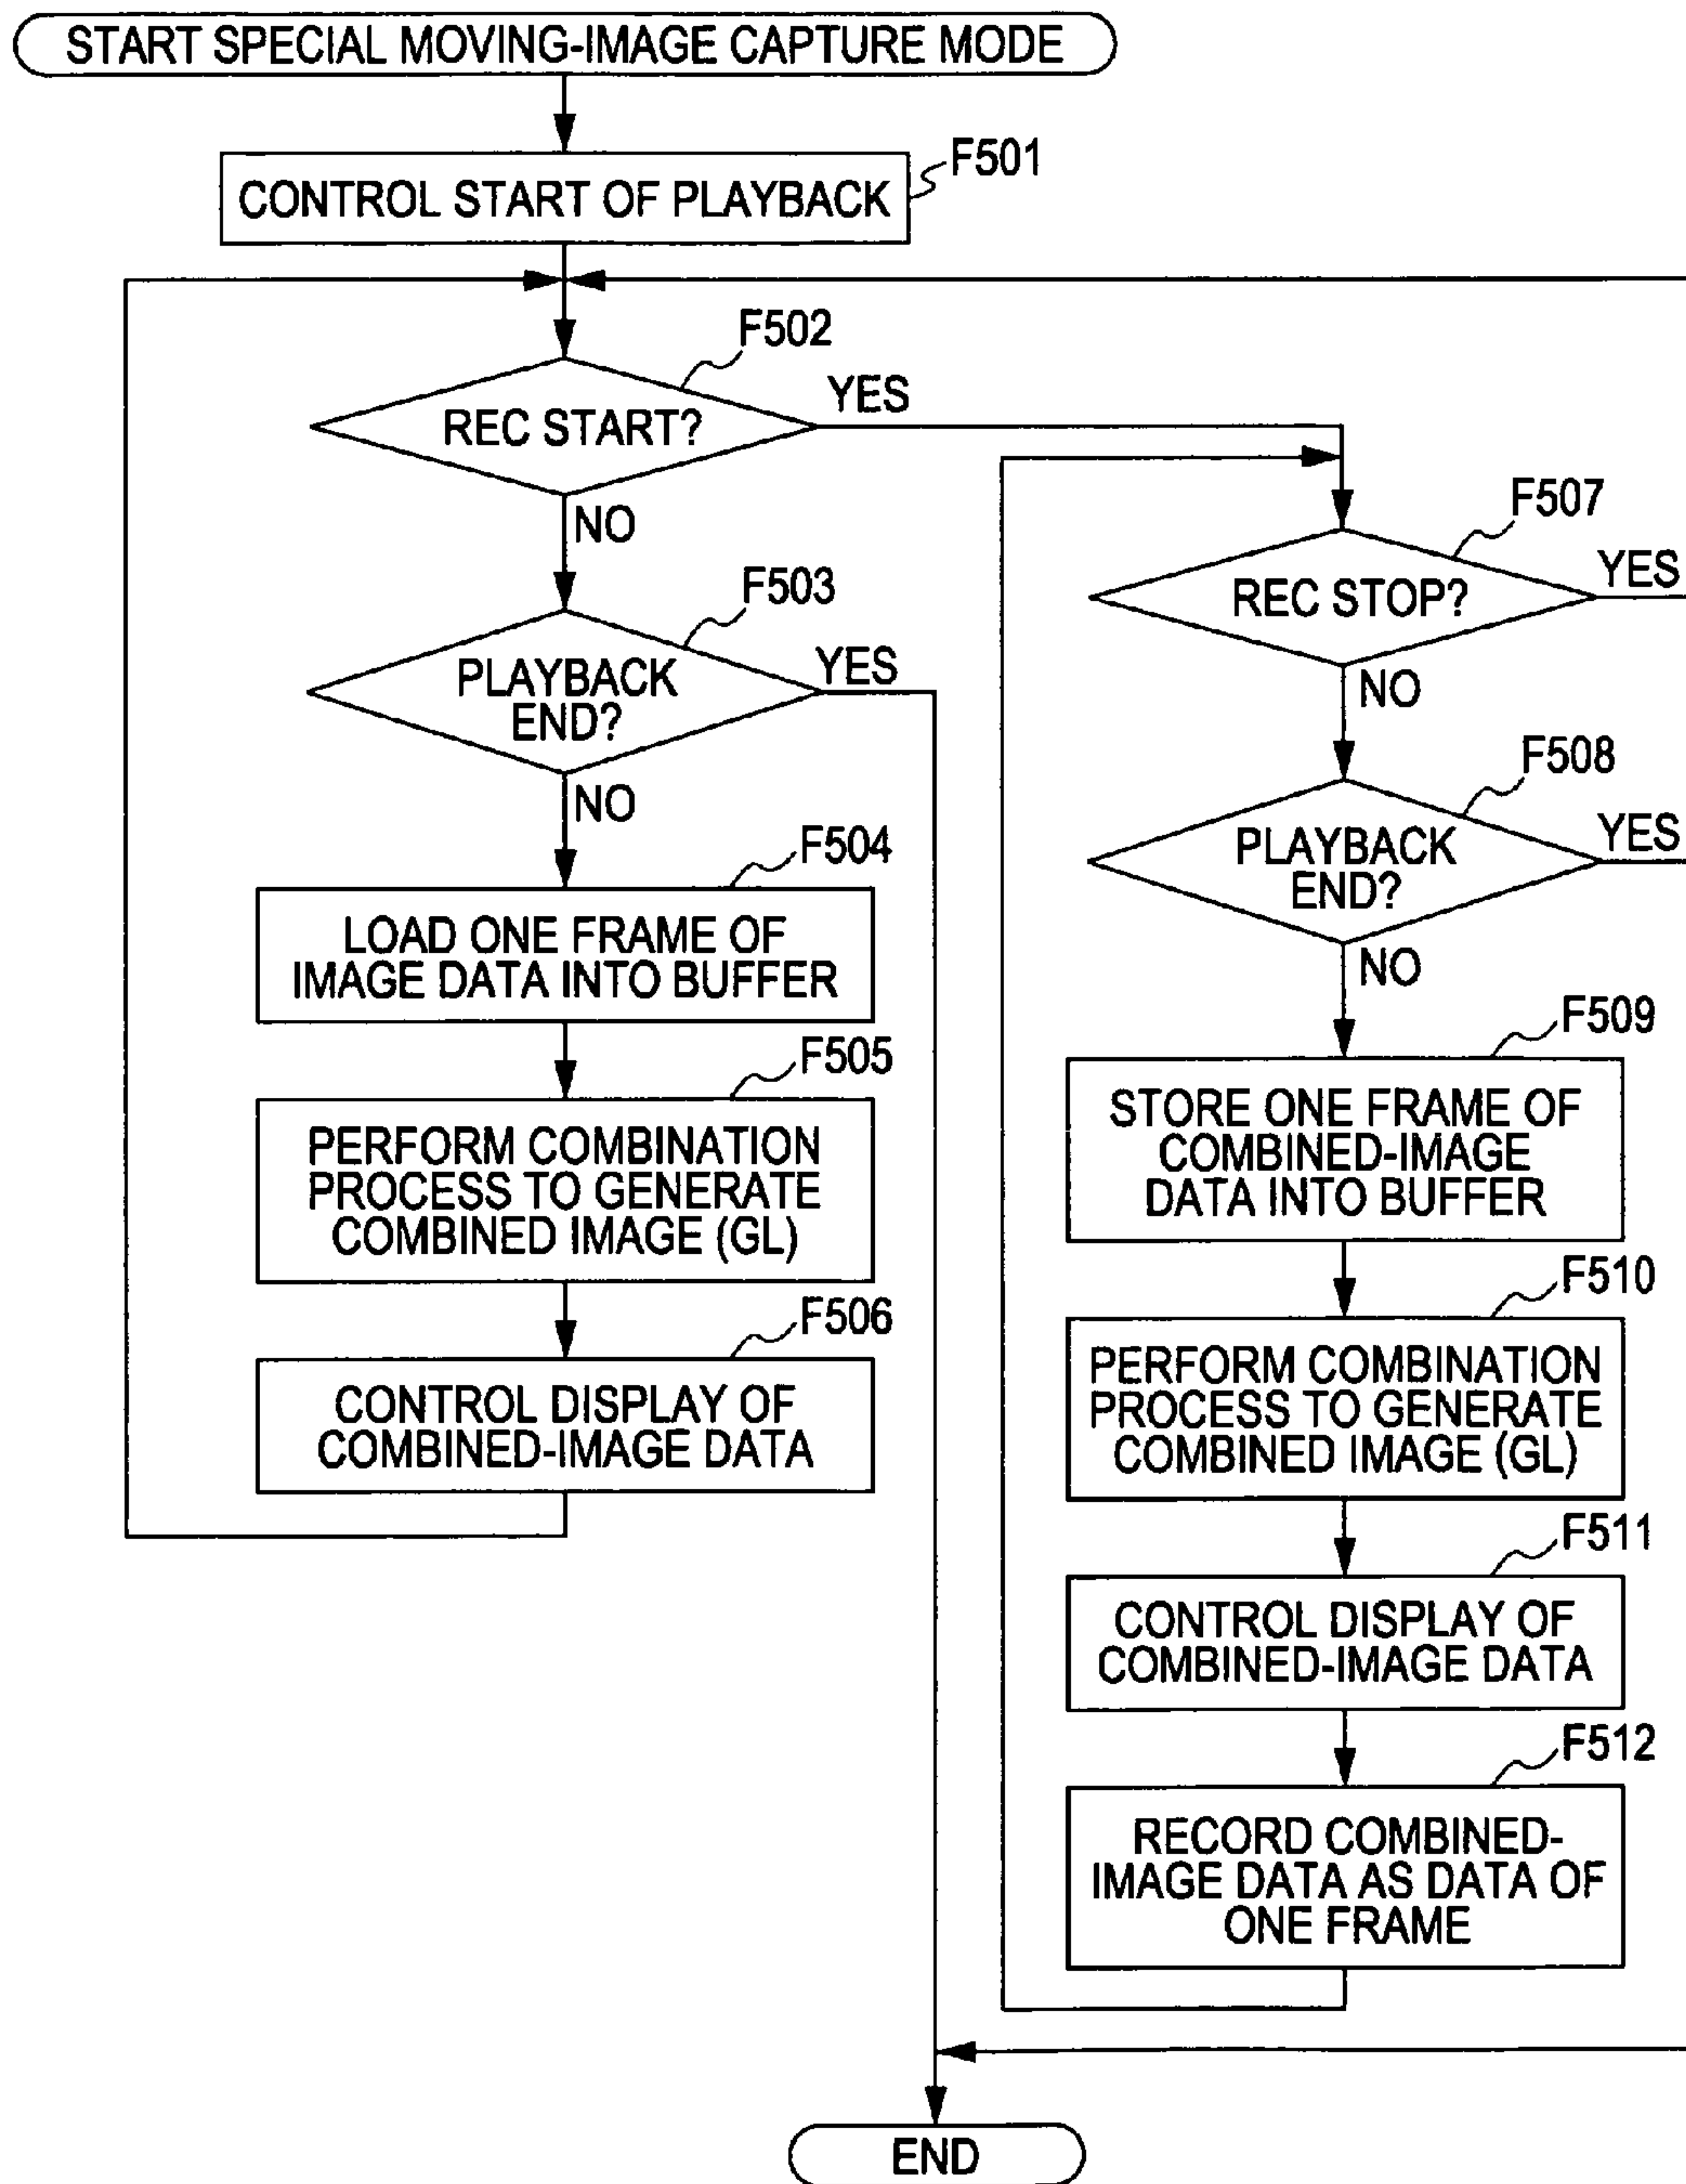 START SPECIAL MOVING-IMAGE CAPTURE MODE
F501
CONTROL START OF PLAYBACK
F502
REC START?
YES
NO
F503
PLAYBACK
END?
YES
NO
F504
LOAD ONE FRAME OF
IMAGE DATA INTO BUFFER
F505
PERFORM COMBINATION
PROCESS TO GENERATE
COMBINED IMAGE (GL)
F506
CONTROL DISPLAY OF
COMBINED-IMAGE DATA
F507
REC STOP?
YES
NO
F508
PLAYBACK
END?
YES
NO
F509
STORE ONE FRAME OF
COMBINED-IMAGE
DATA INTO BUFFER
F510
PERFORM COMBINATION
PROCESS TO GENERATE
COMBINED IMAGE (GL)
F511
CONTROL DISPLAY OF
COMBINED-IMAGE DATA
F512
RECORD COMBINED-
IMAGE DATA AS DATA OF
ONE FRAME
END